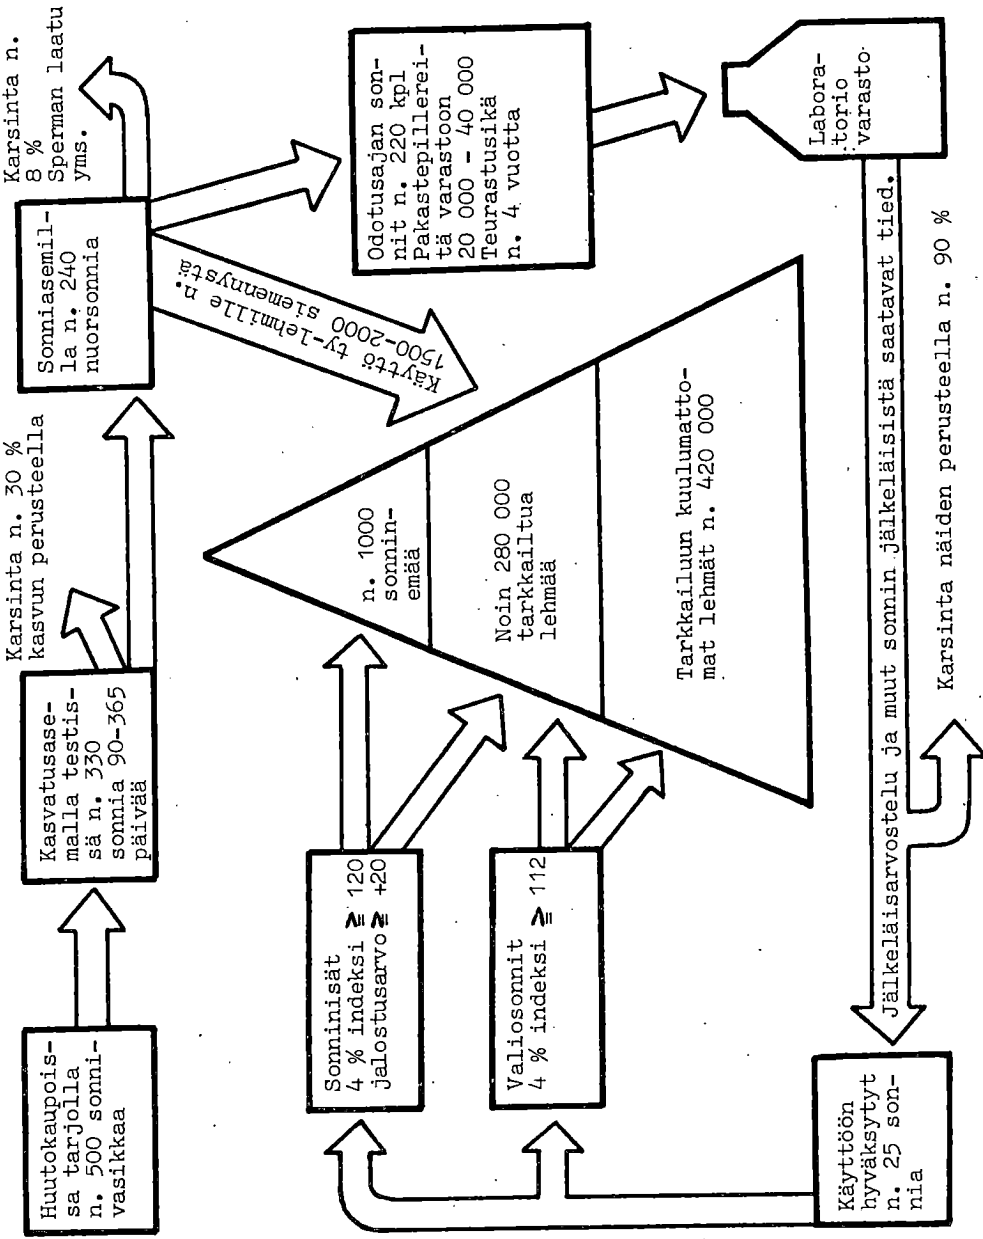 Huutokaupois-
sa tarjolla
n. 500 sonni-
vasikkaa
Kasvatusase-
malla testis-
sä n. 330
sonnia 90-365
päivää
Karsinta n. 30 %
kasvun perusteella
Sonniasemil-
la n. 240
nuorsonnia
Karsinta n.
8 %
Sperman laatu
yms.
Käyttö ty-lehmille n.
1500-2000 siemennystä
Odotusajan son-
nit n. 220 kpl
Pakastepillerei-
tä varastoon
20 000 - 40 000
Teurastusikä
n. 4 vuotta
Labora-
torio
varasto
Sonninisät
4 % indeksi ≧ 120
jalostusarvo ≧ +20
Valiosonnit
4 % indeksi ≧ 112
n. 1000
sonnin-
emää
Noin 280 000
tarkkailtua
lehmää
Tarkkailuun kuulumatto-
mat lehmät n. 420 000
Jälkeläisarvostelu ja muut sonnin jälkeläisistä saatavat tied.
Karsinta näiden perusteella n. 90 %
Käyttöön
hyväksytyt
n. 25 son-
nia